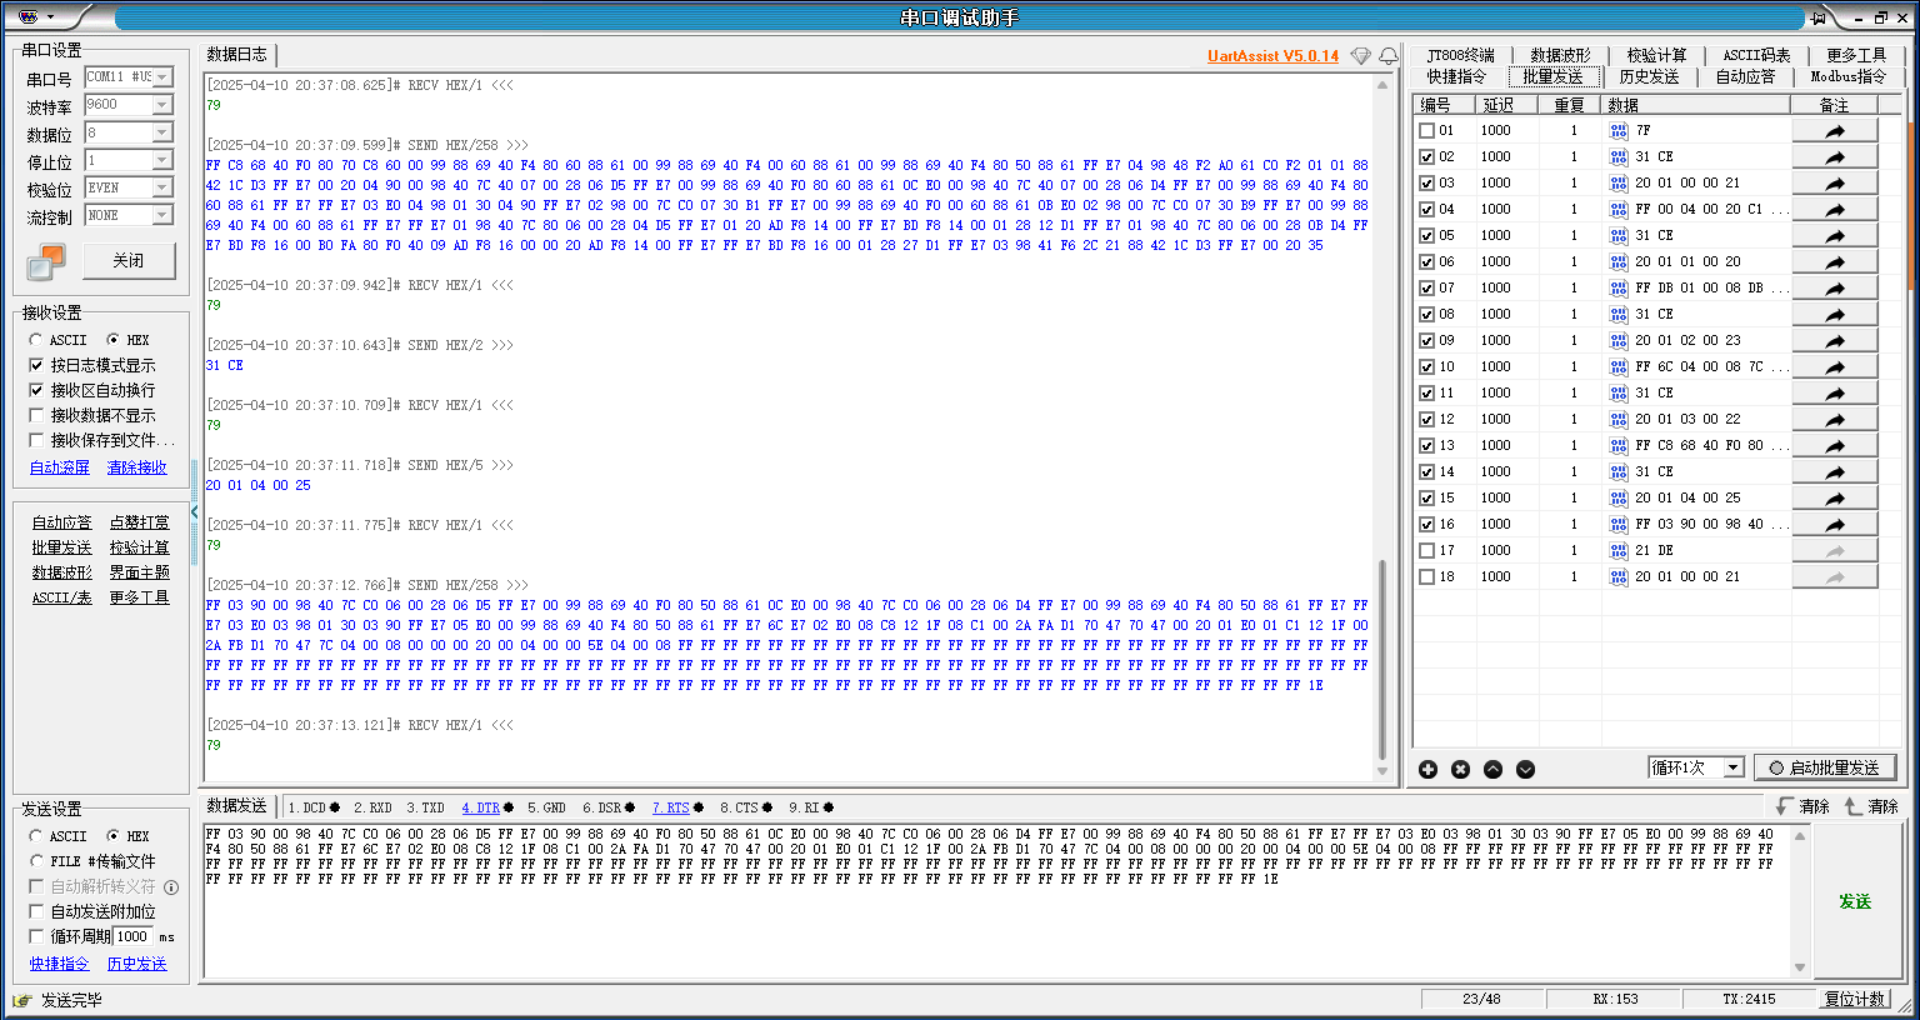 串口调试助手
串口设置
串口号 COM11 #US
波特率 9600
数据位 8
停止位 1
校验位 EVEN
流控制 NONE
关闭
接收设置
ASCII HEX
按日志模式显示
接收区自动换行
接收数据不显示
接收保存到文件...
自动滚屏 清除接收
自动应答 点赞打赏
批量发送 校验计算
数据波形 界面主题
ASCII/表 更多工具
发送设置
ASCII HEX
FILE #传输文件
自动解析转义符
自动发送附加位
循环周期 1000 ms
快捷指令 历史发送
发送完毕
数据日志
UartAssist V5.0.14
[2025-04-10 20:37:08.625]# RECV HEX/1 <<<
79
[2025-04-10 20:37:09.599]# SEND HEX/258 >>>
FF C8 68 40 F0 80 70 C8 60 00 99 88 69 40 F4 80 60 88 61 00 99 88 69 40 F4 00 60 88 61 00 99 88 69 40 F4 80 50 88 61 FF E7 04 98 48 F2 A0 61 C0 F2 01 01 88
42 1C D3 FF E7 00 20 04 90 00 98 40 7C 40 07 00 28 06 D5 FF E7 00 99 88 69 40 F0 80 60 88 61 0C E0 00 98 40 7C 40 07 00 28 06 D4 FF E7 00 99 88 69 40 F4 80
60 88 61 FF E7 FF E7 03 E0 04 98 01 30 04 90 FF E7 02 98 00 7C C0 07 30 B1 FF E7 00 99 88 69 40 F0 00 60 88 61 0B E0 02 98 00 7C C0 07 30 B9 FF E7 00 99 88
69 40 F4 00 60 88 61 FF E7 FF E7 01 98 40 7C 80 06 00 28 04 D5 FF E7 01 20 AD F8 14 00 FF E7 BD F8 14 00 01 28 12 D1 FF E7 01 98 40 7C 80 06 00 28 0B D4 FF
E7 BD F8 16 00 B0 FA 80 F0 40 09 AD F8 16 00 00 20 AD F8 14 00 FF E7 FF E7 BD F8 16 00 01 28 27 D1 FF E7 03 98 41 F6 2C 21 88 42 1C D3 FF E7 00 20 35
[2025-04-10 20:37:09.942]# RECV HEX/1 <<<
79
[2025-04-10 20:37:10.643]# SEND HEX/2 >>>
31 CE
[2025-04-10 20:37:10.709]# RECV HEX/1 <<<
79
[2025-04-10 20:37:11.718]# SEND HEX/5 >>>
20 01 04 00 25
[2025-04-10 20:37:11.775]# RECV HEX/1 <<<
79
[2025-04-10 20:37:12.766]# SEND HEX/258 >>>
FF 03 90 00 98 40 7C C0 06 00 28 06 D5 FF E7 00 99 88 69 40 F0 80 50 88 61 0C E0 00 98 40 7C C0 06 00 28 06 D4 FF E7 00 99 88 69 40 F4 80 50 88 61 FF E7 FF
E7 03 E0 03 98 01 30 03 90 FF E7 05 E0 00 99 88 69 40 F4 80 50 88 61 FF E7 6C E7 02 E0 08 C8 12 1F 08 C1 00 2A FA D1 70 47 70 47 00 20 01 E0 01 C1 12 1F 00
2A FB D1 70 47 7C 04 00 08 00 00 00 20 00 04 00 00 5E 04 00 08 FF FF FF FF FF FF FF FF FF FF FF FF FF FF FF FF FF FF FF FF FF FF FF FF FF FF FF FF FF FF FF
FF FF FF FF FF FF FF FF FF FF FF FF FF FF FF FF FF FF FF FF FF FF FF FF FF FF FF FF FF FF FF FF FF FF FF FF FF FF FF FF FF FF FF FF FF FF FF FF FF FF FF FF
FF FF FF FF FF FF FF FF FF FF FF FF FF FF FF FF FF FF FF FF FF FF FF FF FF FF FF FF FF FF FF FF FF FF FF FF FF FF FF FF FF FF FF FF FF FF FF FF FF 1E
[2025-04-10 20:37:13.121]# RECV HEX/1 <<<
79
数据发送 1.DCD 2.RXD 3.TXD 4.DTR 5.GND 6.DSR 7.RTS 8.CTS 9.RI 清除 清除
FF 03 90 00 98 40 7C C0 06 00 28 06 D5 FF E7 00 99 88 69 40 F0 80 50 88 61 0C E0 00 98 40 7C C0 06 00 28 06 D4 FF E7 00 99 88 69 40 F4 80 50 88 61 FF E7 FF E7 03 E0 03 98 01 30 03 90 FF E7 05 E0 00 99 88 69 40
F4 80 50 88 61 FF E7 6C E7 02 E0 08 C8 12 1F 08 C1 00 2A FA D1 70 47 70 47 00 20 01 E0 01 C1 12 1F 00 2A FB D1 70 47 7C 04 00 08 00 00 00 20 00 04 00 00 5E 04 00 08 FF FF FF FF FF FF FF FF FF FF FF FF FF FF FF
FF FF FF FF FF FF FF FF FF FF FF FF FF FF FF FF FF FF FF FF FF FF FF FF FF FF FF FF FF FF FF FF FF FF FF FF FF FF FF FF FF FF FF FF FF FF FF FF FF FF FF FF FF FF FF FF FF FF FF FF FF FF FF FF FF FF FF FF FF FF
FF FF FF FF FF FF FF FF FF FF FF FF FF FF FF FF FF FF FF FF FF FF FF FF FF FF FF FF FF FF FF FF FF FF FF FF FF FF FF FF FF FF FF FF FF FF FF 1E
发送
JT808终端 数据波形 校验计算 ASCII码表 更多工具
快捷指令 批量发送 历史发送 自动应答 Modbus指令
编号 延迟 重复 数据 备注
01 1000 1 7F
02 1000 1 31 CE
03 1000 1 20 01 00 00 21
04 1000 1 FF 00 04 00 20 C1 ...
05 1000 1 31 CE
06 1000 1 20 01 01 00 20
07 1000 1 FF DB 01 00 08 DB ...
08 1000 1 31 CE
09 1000 1 20 01 02 00 23
10 1000 1 FF 6C 04 00 08 7C ...
11 1000 1 31 CE
12 1000 1 20 01 03 00 22
13 1000 1 FF C8 68 40 F0 80 ...
14 1000 1 31 CE
15 1000 1 20 01 04 00 25
16 1000 1 FF 03 90 00 98 40 ...
17 1000 1 21 DE
18 1000 1 20 01 00 00 21
循环1次 启动批量发送
23/48 RX:153 TX:2415 复位计数